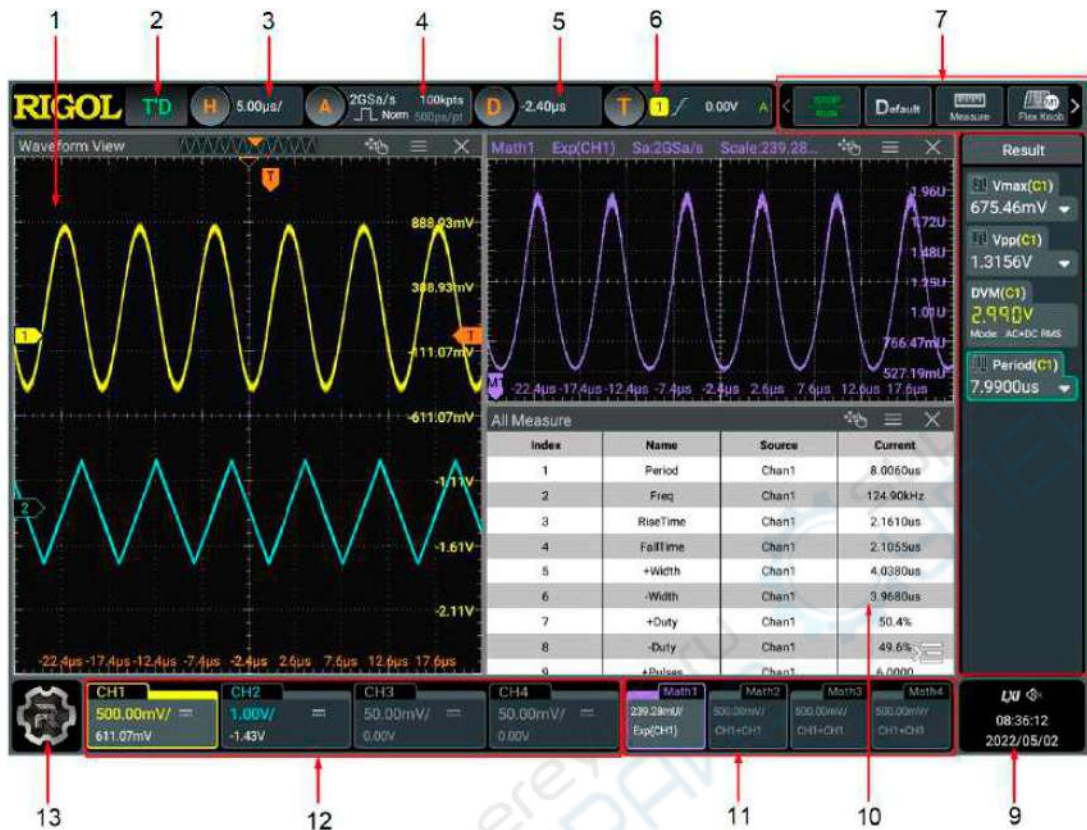 1 2 3 4 5 6 7
RIGOL T'D H 5.00μs/ A 2GSa/s 100kpts D -2.40μs T 1 0.00V A STOP RUN Default Measure Flex Knob
Norm 500ps/pt
Waveform View
T
888.93mV
388.93mV
1
T
-111.07mV
-611.07mV
-1.11V
2
-1.61V
-2.11V
-22.4μs -17.4μs -12.4μs -7.4μs -2.4μs 2.6μs 7.6μs 12.6μs 17.6μs
Math1 Exp(CH1) Sa:2GSa/s Scale:239.28...
1.96U
1.72U
1.48U
1.25U
1.01U
766.47mU
527.19mU
M1 -22.4μs -17.4μs -12.4μs -7.4μs -2.4μs 2.6μs 7.6μs 12.6μs 17.6μs
All Measure
Index Name Source Current
1 Period Chan1 8.0060us
2 Freq Chan1 124.90kHz
3 RiseTime Chan1 2.1610us
4 FallTime Chan1 2.1055us
5 +Width Chan1 4.0380us
6 -Width Chan1 3.9680us
7 +Duty Chan1 50.4%
8 -Duty Chan1 49.6%
9 +Pulses Chan1 6.0000
Result
Vmax(C1)
675.46mV
Vpp(C1)
1.3156V
DVM(C1)
2.990V
Mode: AC+DC RMS
Period(C1)
7.9900us
CH1
500.00mV/
611.07mV
CH2
1.00V/
-1.43V
CH3
50.00mV/
0.00V
CH4
50.00mV/
0.00V
Math1
239.28mU/
Exp(CH1)
Math2
500.00mV/
CH1+CH1
Math3
500.00mV/
CH1+CH1
Math4
500.00mV/
CH1+CH1
LXI
08:36:12
2022/05/02
13 12 11 10 9